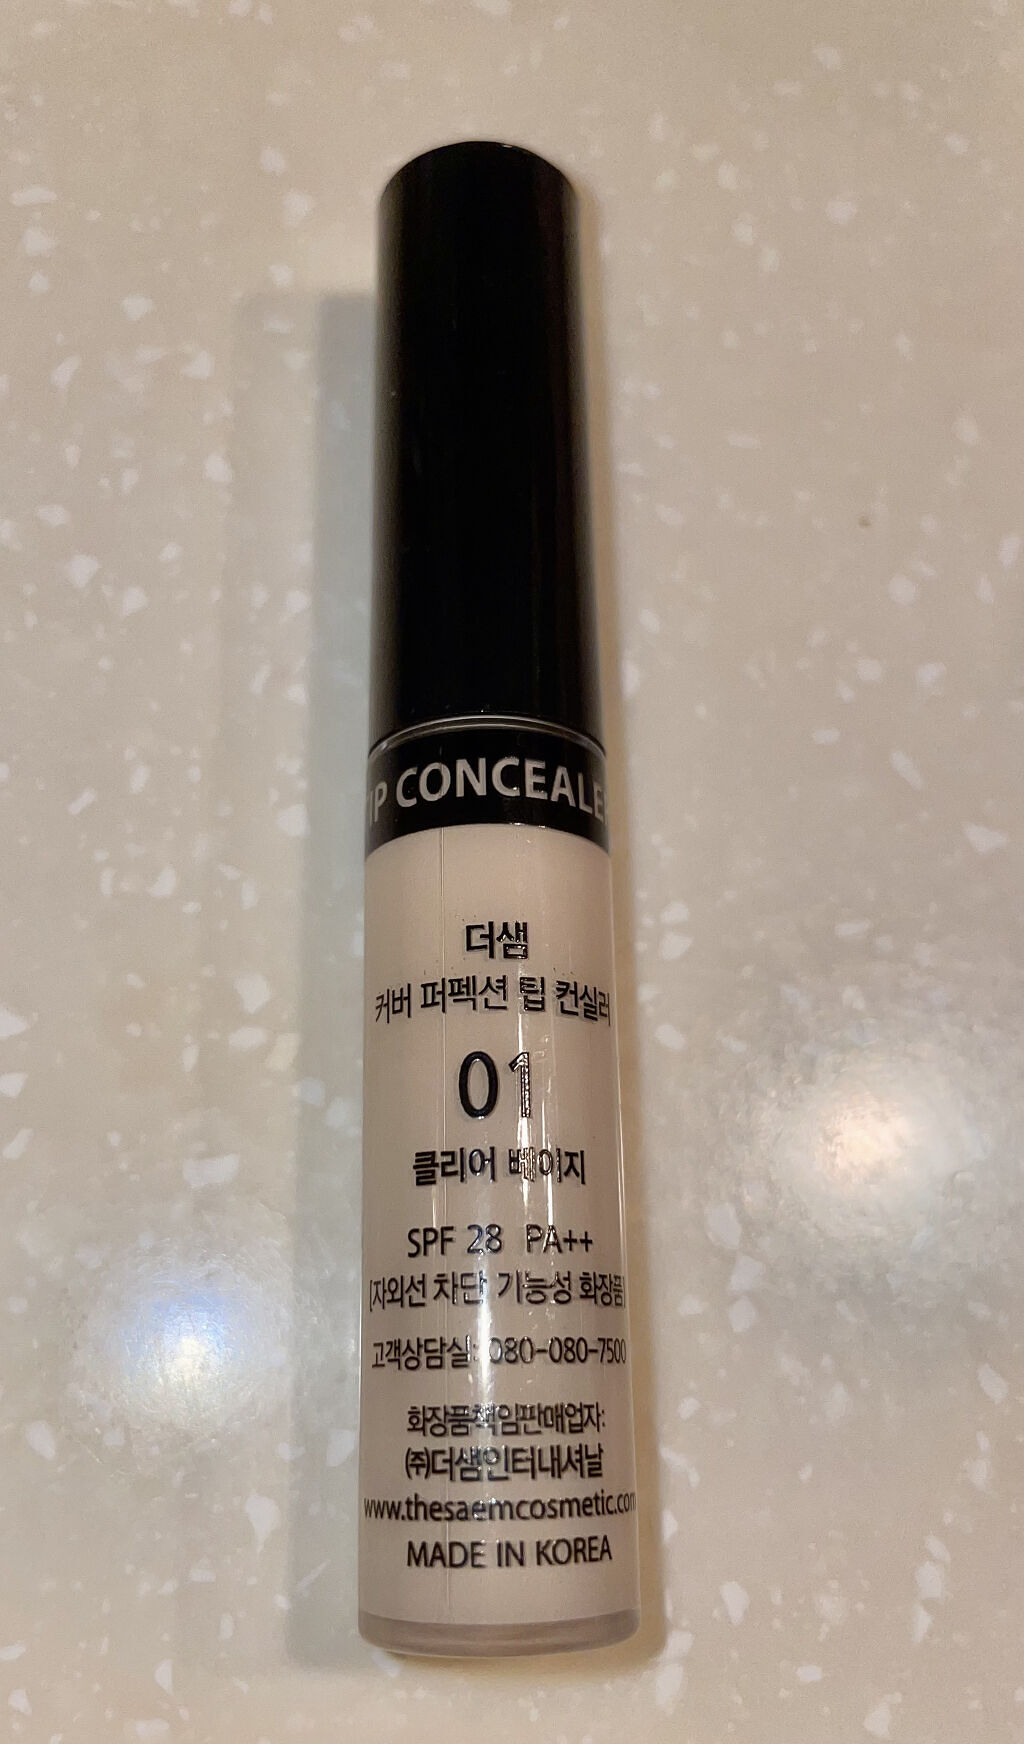 TIP CONCEALE
더샘
커버 퍼펙션 팁 컨실러
01
클리어 베이지
SPF 28 PA++
[자외선 차단 기능성 화장품]
고객상담실: 080-080-7500
화장품책임판매업자:
(주)더샘인터내셔날
www.thesaemcosmetic.com
MADE IN KOREA